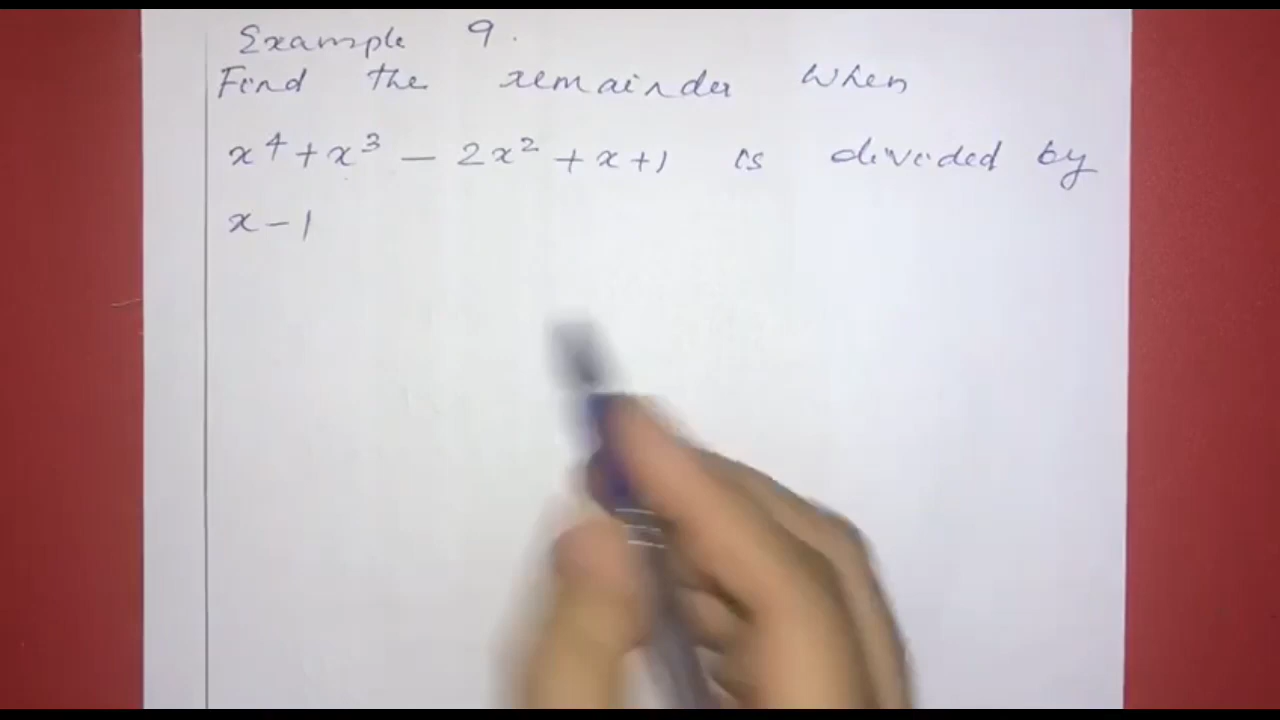 Example 9.
Find the remainder when
x⁴ + x³ - 2x² + x + 1 is divided by
x - 1